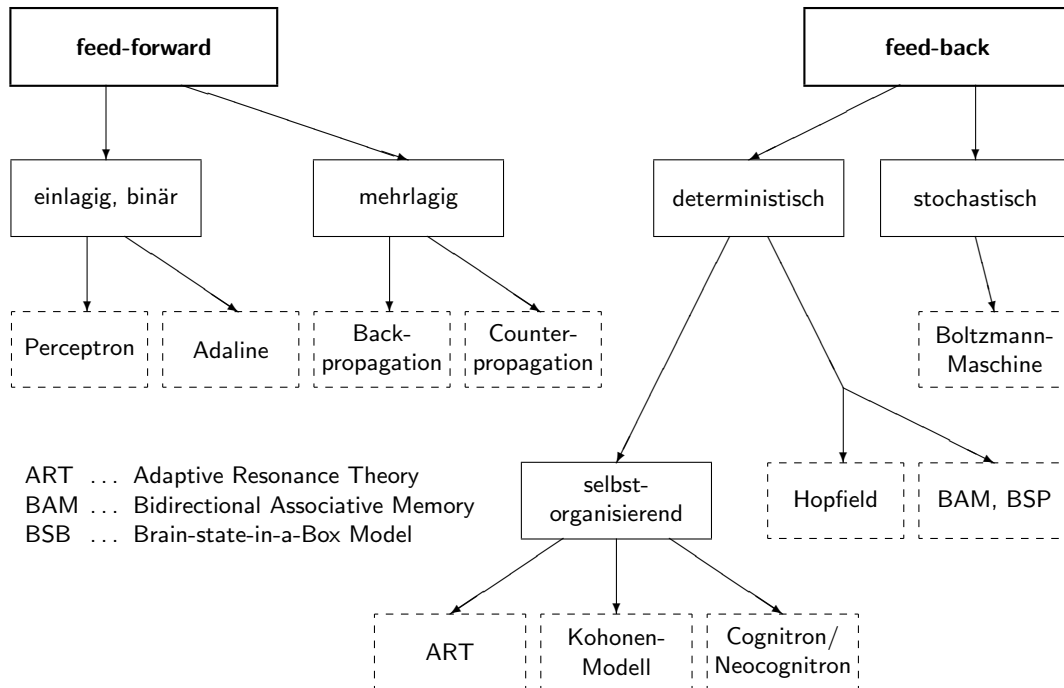 feed-forward
feed-back
einlagig, binär
mehrlagig
deterministisch
stochastisch
Perceptron
Adaline
Back-
propagation
Counter-
propagation
Boltzmann-
Maschine
ART ... Adaptive Resonance Theory
BAM ... Bidirectional Associative Memory
BSB ... Brain-state-in-a-Box Model
selbst-
organisierend
Hopfield
BAM, BSP
ART
Kohonen-
Modell
Cognitron/
Neocognitron